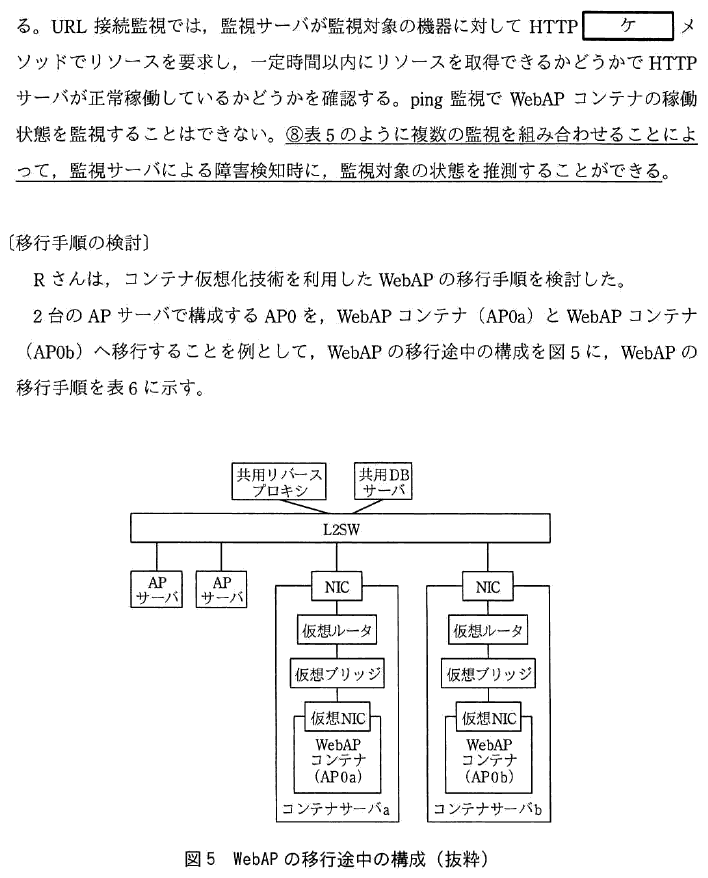 る。URL 接続監視では，監視サーバが監視対象の機器に対して HTTP ケ メ
ソッドでリソースを要求し，一定時間以内にリソースを取得できるかどうかで HTTP
サーバが正常稼働しているかどうかを確認する。ping 監視で WebAP コンテナの稼働
状態を監視することはできない。⑧表5のように複数の監視を組み合わせることによ
って，監視サーバによる障害検知時に，監視対象の状態を推測することができる。
〔移行手順の検討〕
R さんは，コンテナ仮想化技術を利用した WebAP の移行手順を検討した。
2 台の AP サーバで構成する AP0 を，WebAP コンテナ（AP0a）と WebAP コンテナ
（AP0b）へ移行することを例として，WebAP の移行途中の構成を図5に，WebAP の
移行手順を表6に示す。
共用リバース
プロキシ
共用DB
サーバ
L2SW
AP
サーバ
AP
サーバ
NIC
仮想ルータ
仮想ブリッジ
仮想NIC
WebAP
コンテナ
(AP0a)
コンテナサーバa
NIC
仮想ルータ
仮想ブリッジ
仮想NIC
WebAP
コンテナ
(AP0b)
コンテナサーバb
図5 WebAP の移行途中の構成（抜粋）